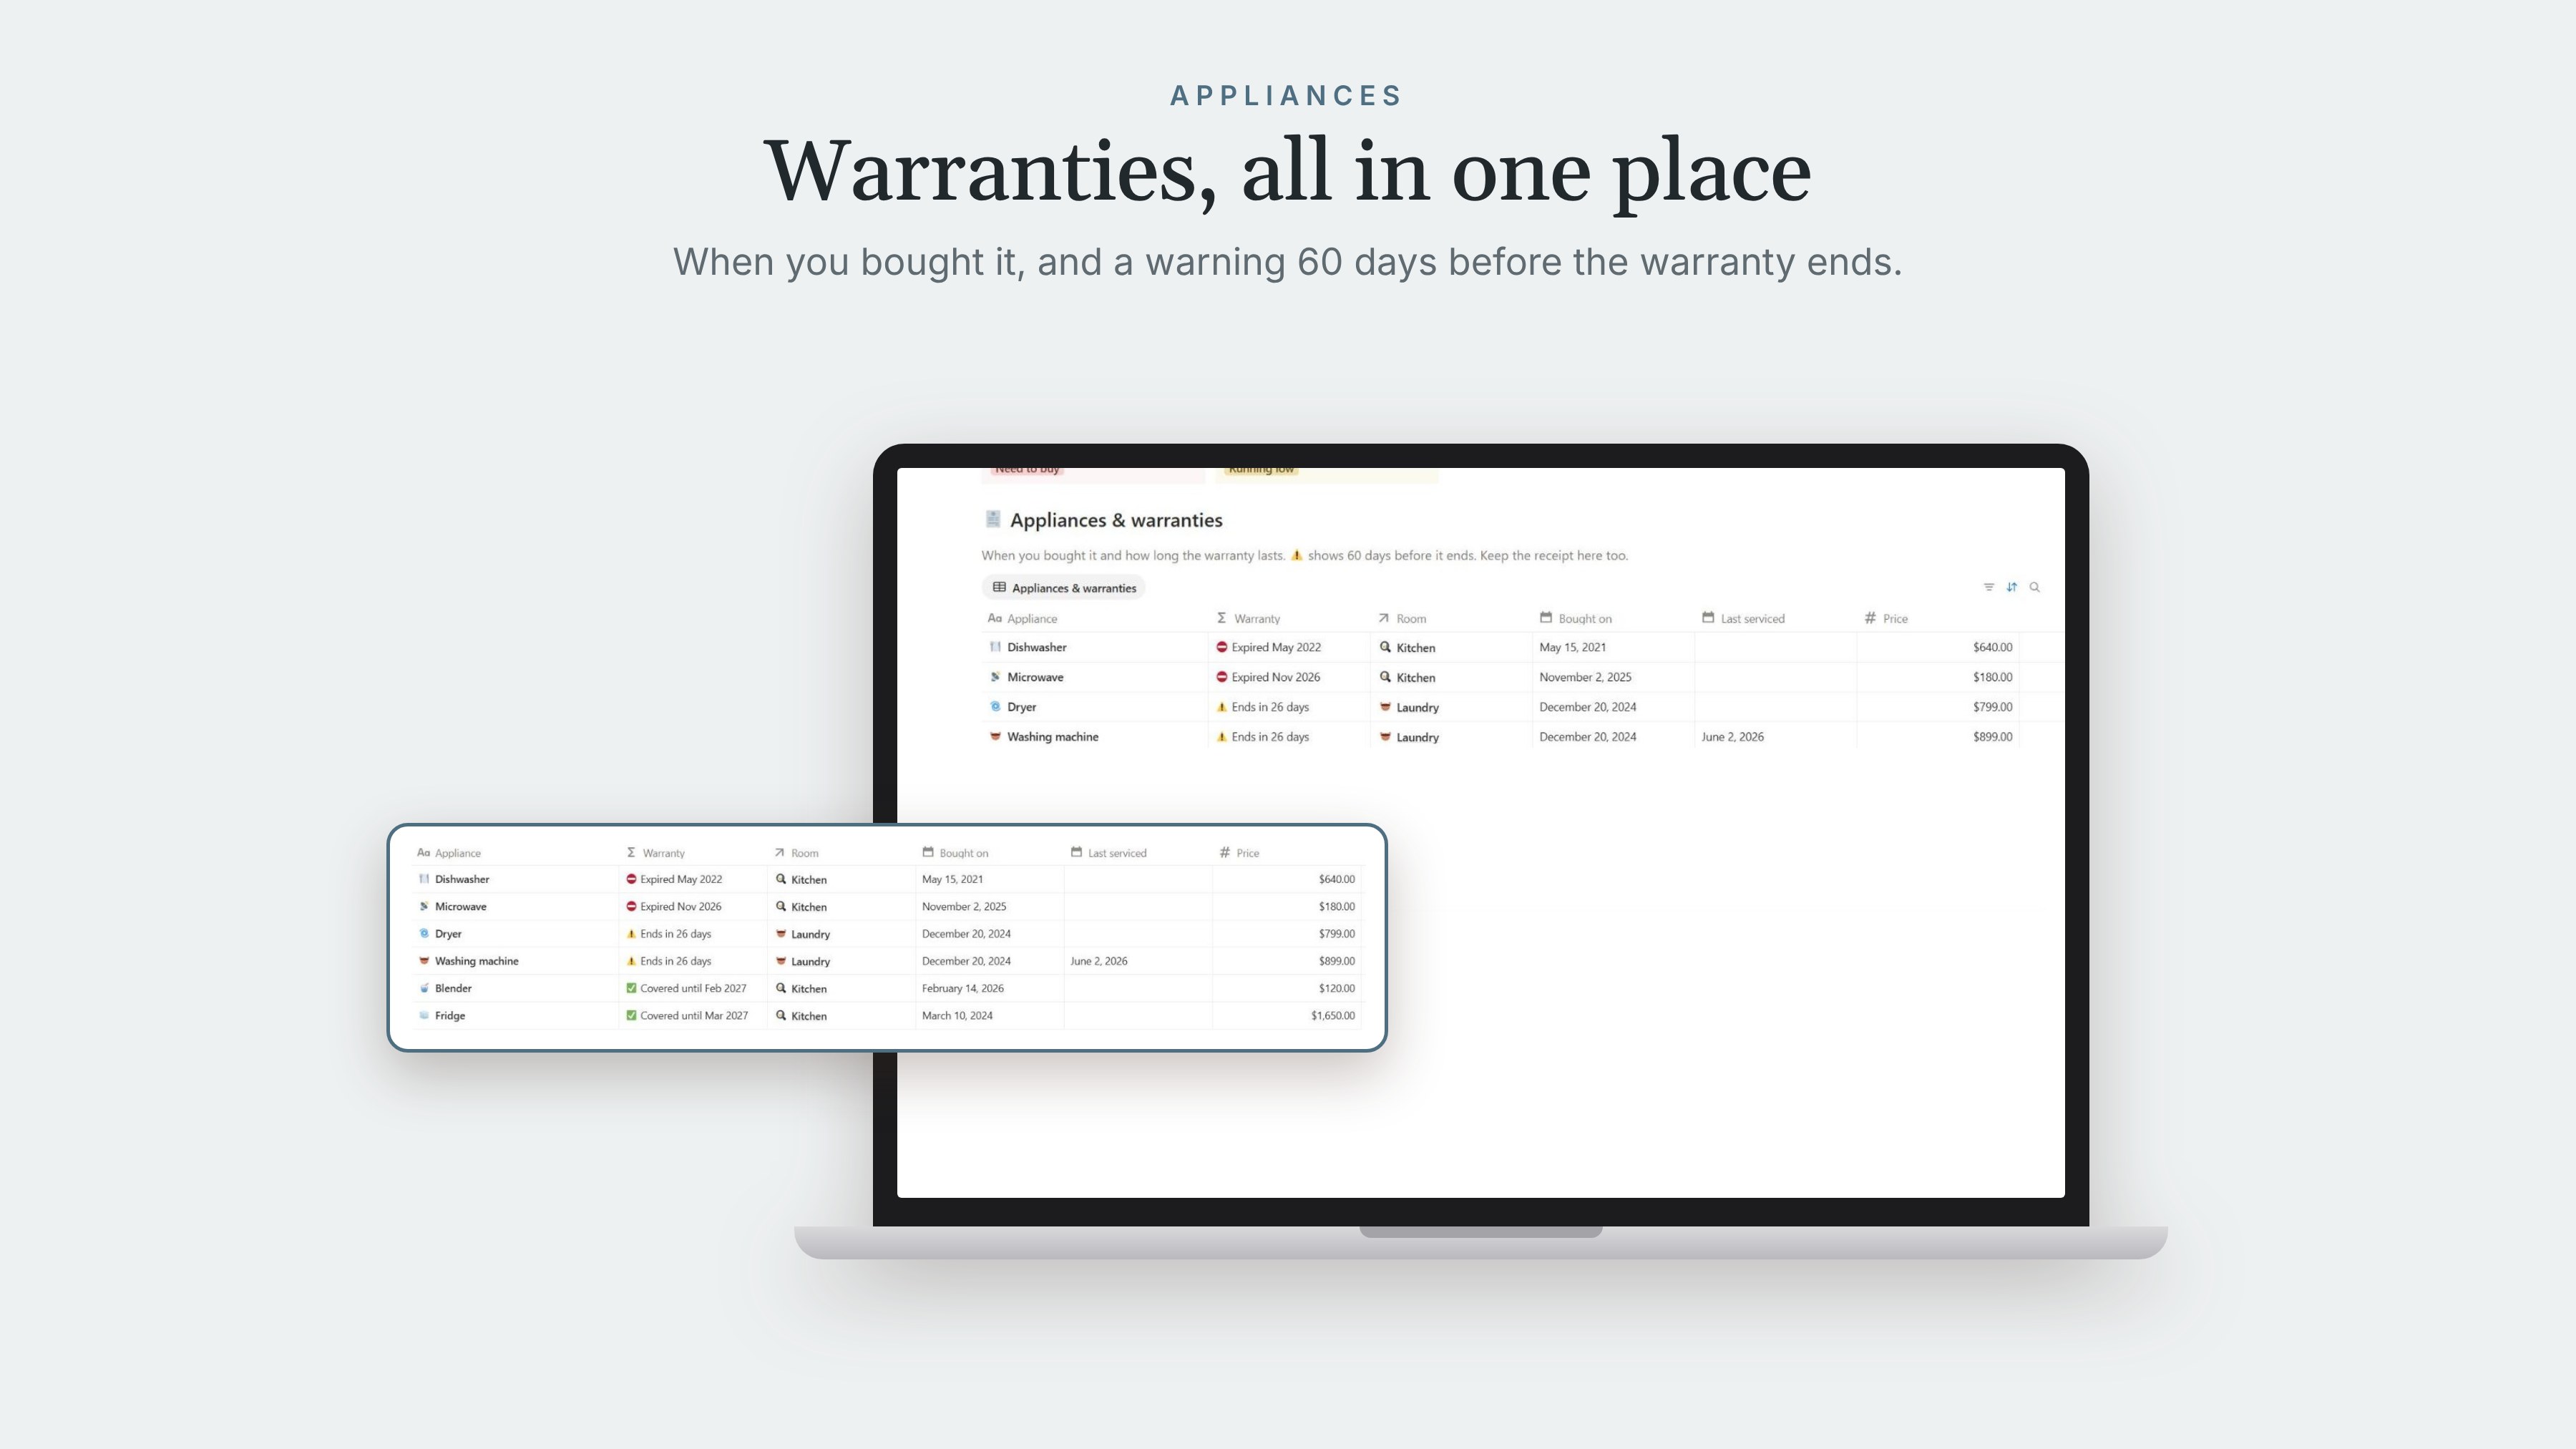 APPLIANCES
Warranties, all in one place
When you bought it, and a warning 60 days before the warranty ends.
Need to buy Running low
Appliances & warranties
When you bought it and how long the warranty lasts. ⚠️ shows 60 days before it ends. Keep the receipt here too.
Appliances & warranties
Aa Appliance Σ Warranty Room Bought on Last serviced # Price
Dishwasher Expired May 2022 Kitchen May 15, 2021 $640.00
Microwave Expired Nov 2026 Kitchen November 2, 2025 $180.00
Dryer Ends in 26 days Laundry December 20, 2024 $799.00
Washing machine Ends in 26 days Laundry December 20, 2024 June 2, 2026 $899.00
Aa Appliance Σ Warranty Room Bought on Last serviced # Price
Dishwasher Expired May 2022 Kitchen May 15, 2021 $640.00
Microwave Expired Nov 2026 Kitchen November 2, 2025 $180.00
Dryer Ends in 26 days Laundry December 20, 2024 $799.00
Washing machine Ends in 26 days Laundry December 20, 2024 June 2, 2026 $899.00
Blender Covered until Feb 2027 Kitchen February 14, 2026 $120.00
Fridge Covered until Mar 2027 Kitchen March 10, 2024 $1,650.00